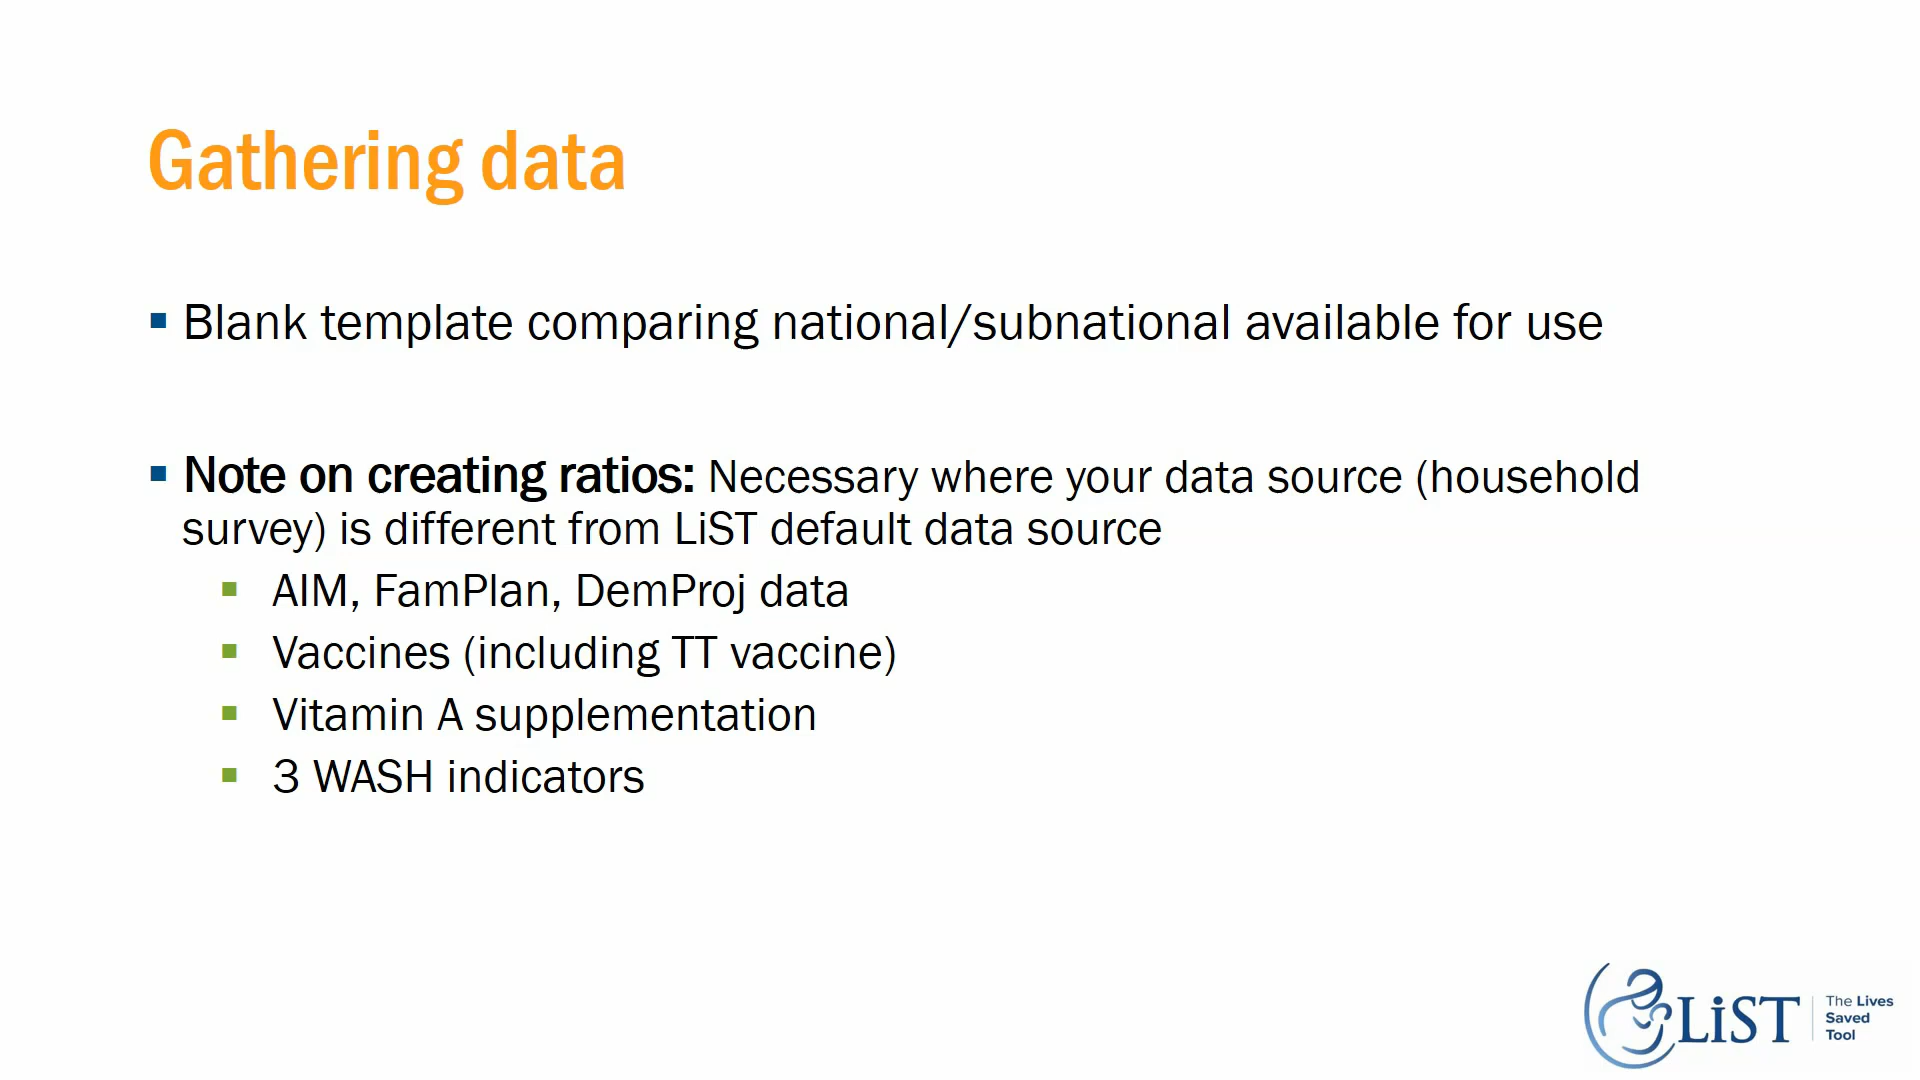 Gathering data
Blank template comparing national/subnational available for use
Note on creating ratios: Necessary where your data source (household
survey) is different from LiST default data source
AIM, FamPlan, DemProj data
Vaccines (including TT vaccine)
Vitamin A supplementation
3 WASH indicators
LiST
The Lives
Saved
Tool